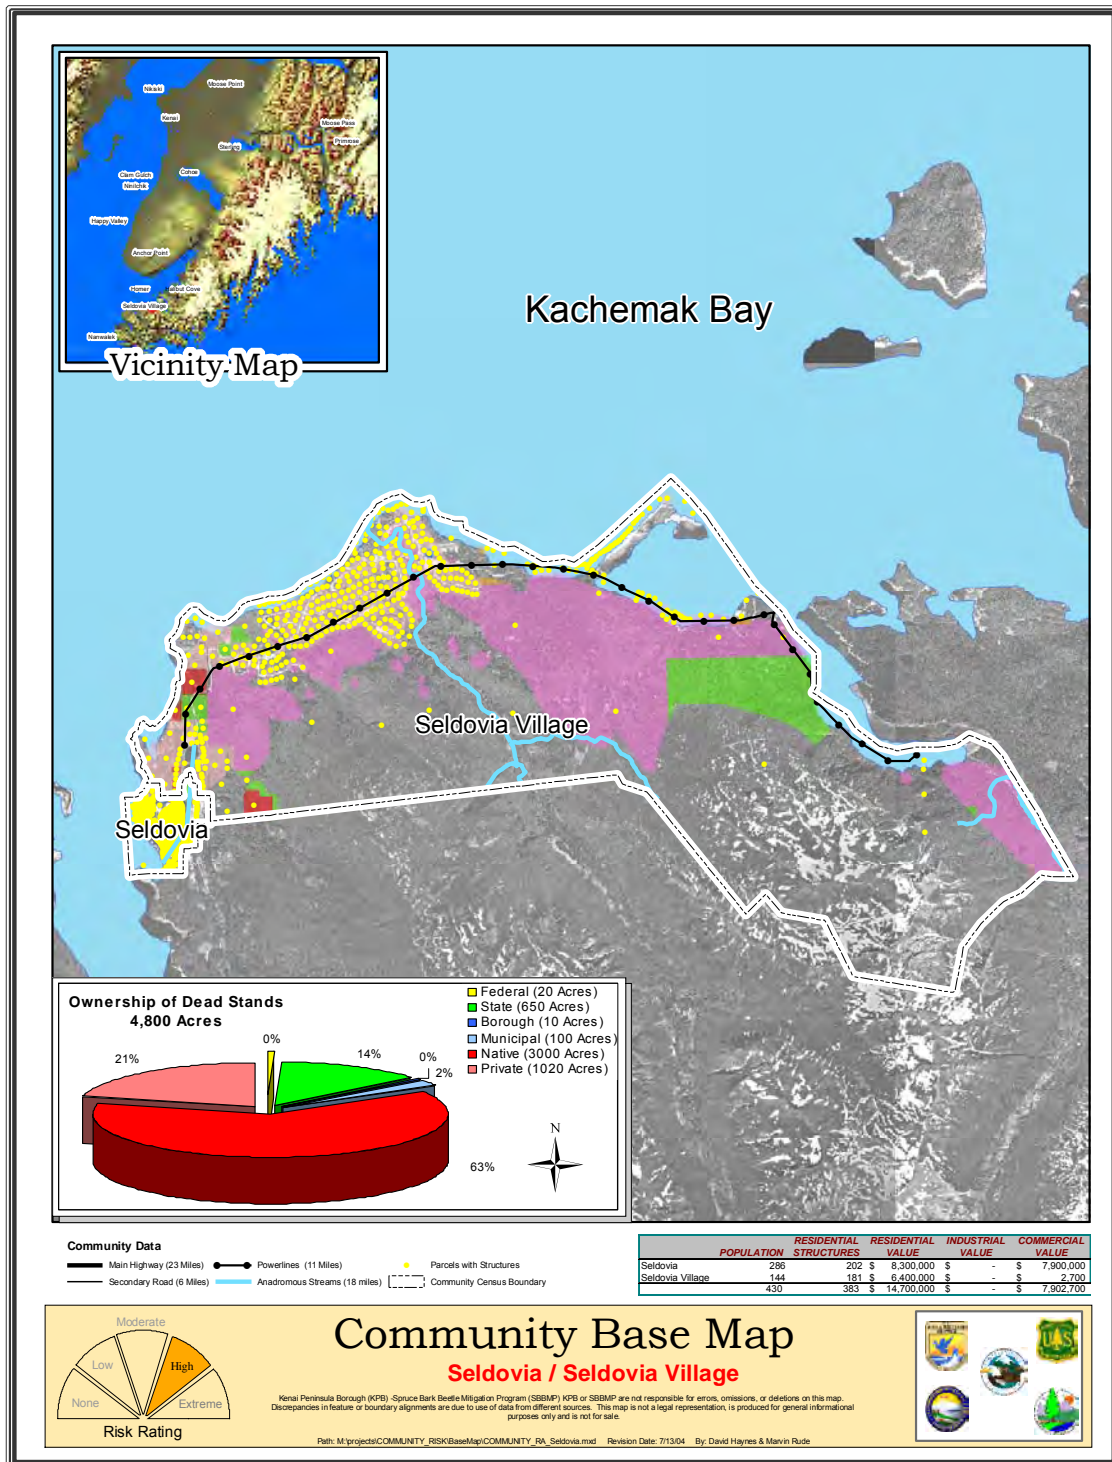 Nikiski
Moose Point
Kenai
Moose Pass
Primrose
Sterling
Clam Gulch
Cohoe
Ninilchik
Happy Valley
Anchor Point
Homer
Halibut Cove
Seldovia Village
Nanwalek
Vicinity Map
Kachemak Bay
Seldovia Village
Seldovia
Ownership of Dead Stands
4,800 Acres
Federal (20 Acres)
State (650 Acres)
Borough (10 Acres)
Municipal (100 Acres)
Native (3000 Acres)
Private (1020 Acres)
0%
21%
14%
0%
2%
63%
N
Community Data
Main Highway (23 Miles)
Powerlines (11 Miles)
Parcels with Structures
Secondary Road (6 Miles)
Anadromous Streams (18 miles)
Community Census Boundary
RESIDENTIAL RESIDENTIAL INDUSTRIAL COMMERCIAL
POPULATION STRUCTURES VALUE VALUE VALUE
Seldovia 286 202 $ 8,300,000 $ - $ 7,900,000
Seldovia Village 144 181 $ 6,400,000 $ - $ 2,700
430 383 $ 14,700,000 $ - $ 7,902,700
Moderate
Low
High
None
Extreme
Risk Rating
Community Base Map
Seldovia / Seldovia Village
Kenai Peninsula Borough (KPB) -Spruce Bark Beetle Mitigation Program (SBBMP) KPB or SBBMP are not responsible for errors, omissions, or deletions on this map.
Discrepancies in feature or boundary alignments are due to use of data from different sources. This map is not a legal representation, is produced for general informational
purposes only and is not for sale.
Path: M:\projects\COMMUNITY_RISK\BaseMap\COMMUNITY_RA_Seldovia.mxd Revision Date: 7/13/04 By: David Haynes & Marvin Rude
UAS